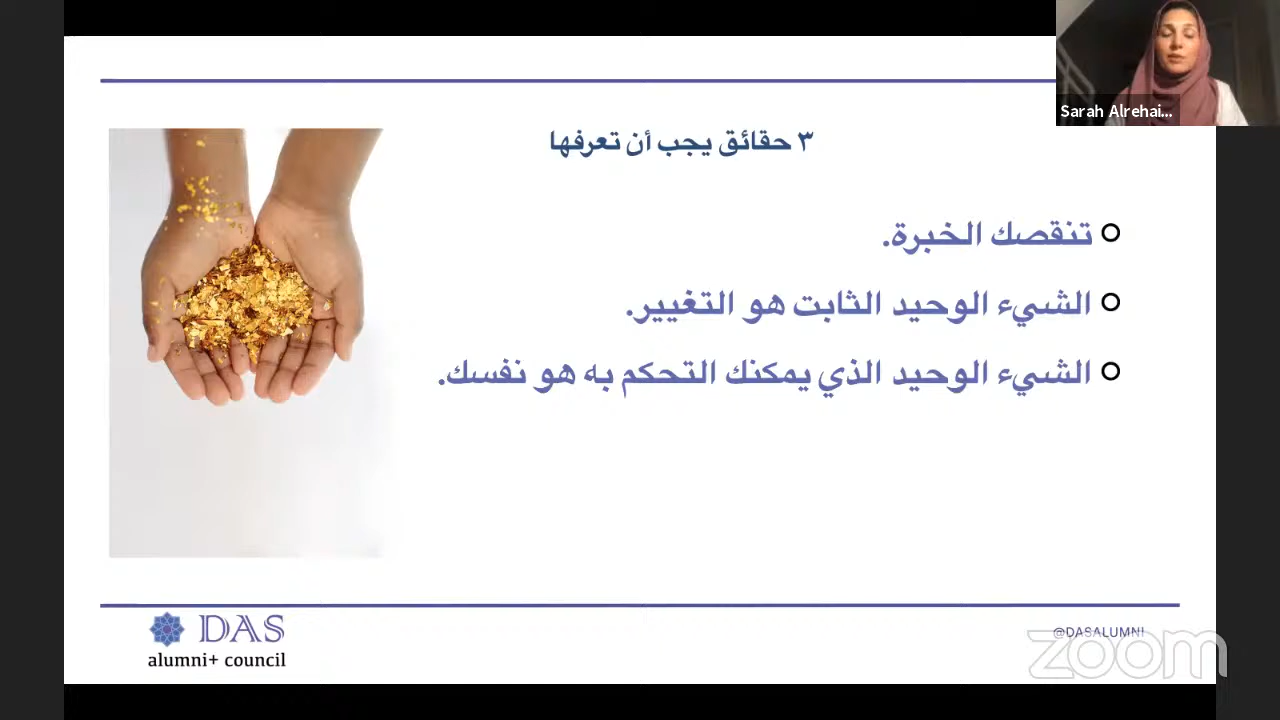 Sarah Alrehai...
٣ حقائق يجب أن تعرفها
تنقصك الخبرة.
الشيء الوحيد الثابت هو التغيير.
الشيء الوحيد الذي يمكنك التحكم به هو نفسك.
DAS
alumni+ council
@DASALUMNI
zoom